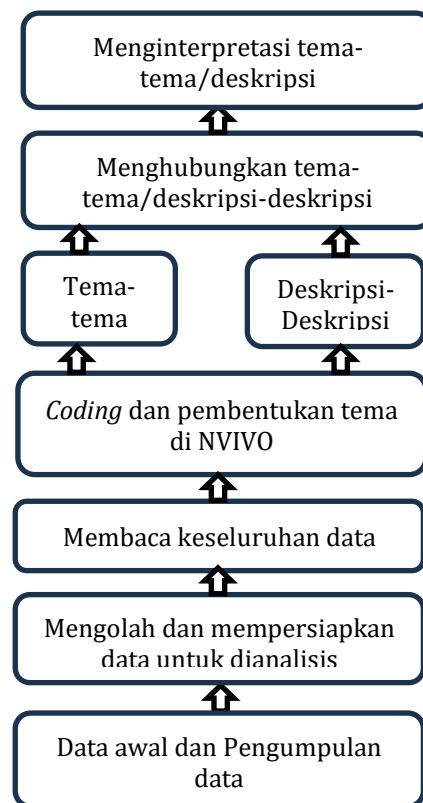 Menginterpretasi tema-
tema/deskripsi
Menghubungkan tema-
tema/deskripsi-deskripsi
Tema-
tema
Deskripsi-
Deskripsi
Coding dan pembentukan tema
di NVIVO
Membaca keseluruhan data
Mengolah dan mempersiapkan
data untuk dianalisis
Data awal dan Pengumpulan
data